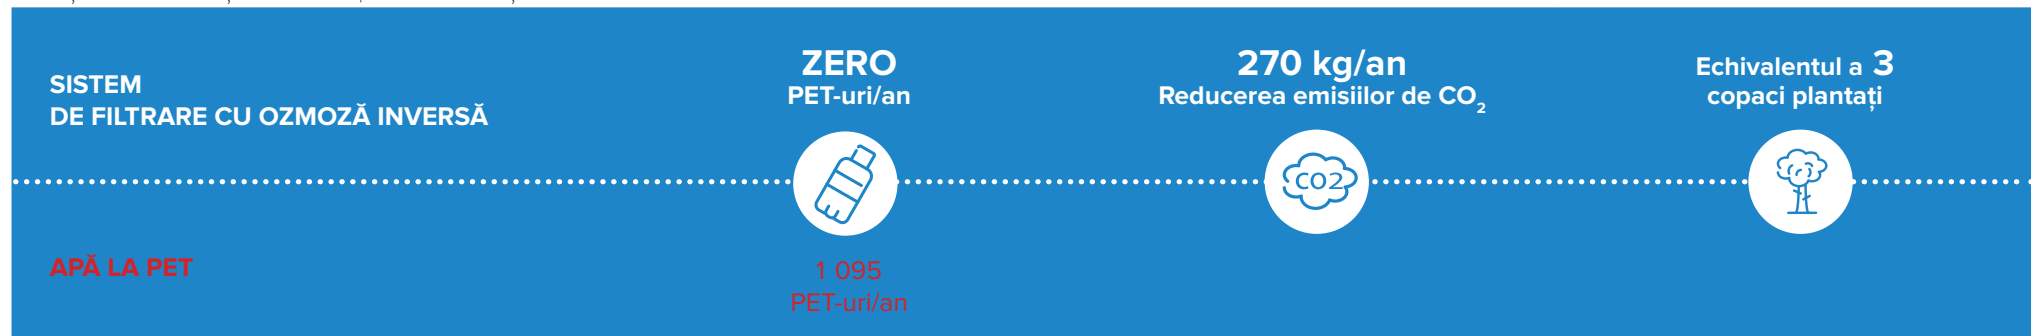 SISTEM
DE FILTRARE CU OZMOZĂ INVERSĂ
ZERO
PET-uri/an
270 kg/an
Reducerea emisiilor de CO₂
Echivalentul a 3
copaci plantați
CO2
APĂ LA PET
1 095
PET-uri/an